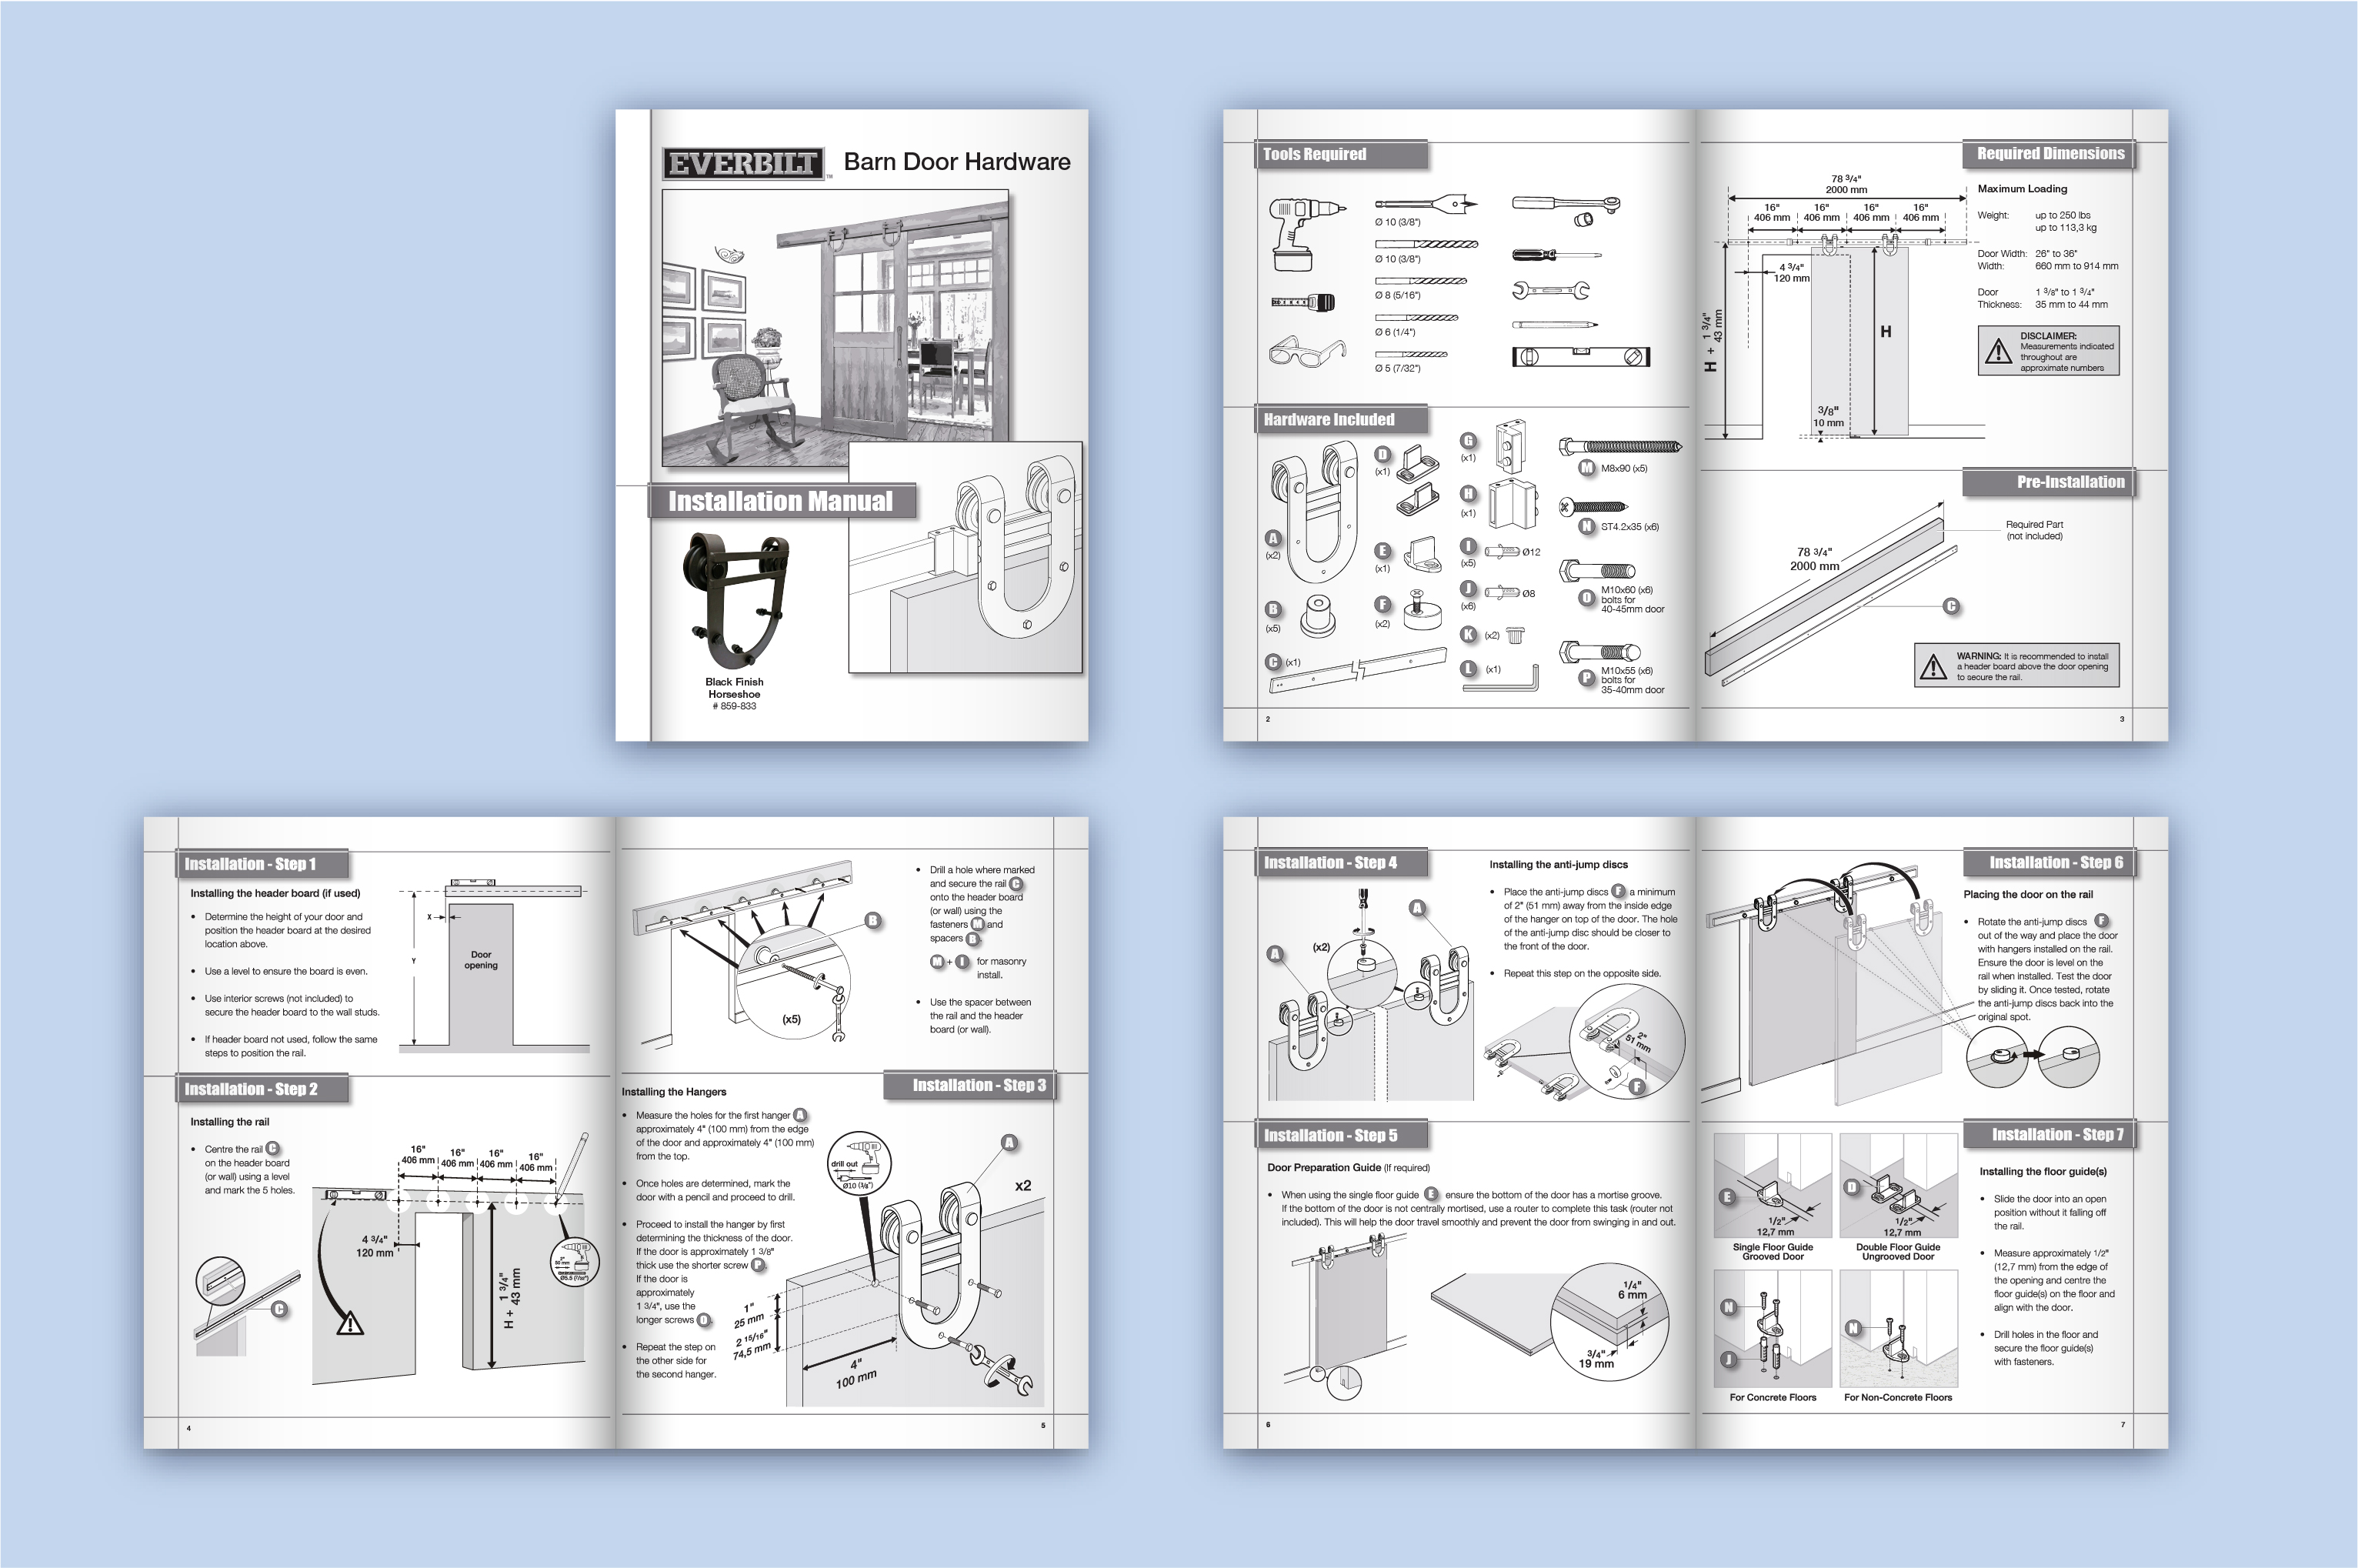 EVERBILT™ Barn Door Hardware
Installation Manual
Black Finish
Horseshoe
# 859-833
Tools Required
Ø 10 (3/8")
Ø 10 (3/8")
Ø 8 (5/16")
Ø 6 (1/4")
Ø 5 (7/32")
Hardware Included
A
(x2)
B
(x5)
C (x1)
D
(x1)
E
(x1)
F
(x2)
G
(x1)
H
(x1)
I
(x5)
Ø12
J
(x6)
Ø8
K (x2)
L (x1)
M M8x90 (x5)
N ST4.2x35 (x6)
O M10x60 (x6)
bolts for
40-45mm door
P M10x55 (x6)
bolts for
35-40mm door
2
Required Dimensions
78 3/4"
2000 mm
16" 16" 16" 16"
406 mm 406 mm 406 mm 406 mm
4 3/4"
120 mm
H + 1 3/4"
43 mm
H
3/8"
10 mm
Maximum Loading
Weight: up to 250 lbs
up to 113,3 kg
Door Width: 26" to 36"
Width: 660 mm to 914 mm
Door 1 3/8" to 1 3/4"
Thickness: 35 mm to 44 mm
DISCLAIMER:
Measurements indicated
throughout are
approximate numbers
Pre-Installation
Required Part
(not included)
78 3/4"
2000 mm
C
WARNING: It is recommended to install
a header board above the door opening
to secure the rail.
3
Installation - Step 1
Installing the header board (if used)
• Determine the height of your door and
position the header board at the desired
location above.
• Use a level to ensure the board is even.
• Use interior screws (not included) to
secure the header board to the wall studs.
• If header board not used, follow the same
steps to position the rail.
X
Y
Door
opening
Installation - Step 2
Installing the rail
• Centre the rail C
on the header board
(or wall) using a level
and mark the 5 holes.
16" 16" 16" 16"
406 mm 406 mm 406 mm 406 mm
4 3/4"
120 mm
H + 1 3/4"
43 mm
2"
50 mm
Ø5.5 (7/32")
C
4
B
(x5)
• Drill a hole where marked
and secure the rail C
onto the header board
(or wall) using the
fasteners M and
spacers B.
M + I for masonry
install.
• Use the spacer between
the rail and the header
board (or wall).
Installation - Step 3
Installing the Hangers
• Measure the holes for the first hanger A
approximately 4" (100 mm) from the edge
of the door and approximately 4" (100 mm)
from the top.
• Once holes are determined, mark the
door with a pencil and proceed to drill.
• Proceed to install the hanger by first
determining the thickness of the door.
If the door is approximately 1 3/8"
thick use the shorter screw P.
If the door is
approximately
1 3/4", use the
longer screws O.
• Repeat the step on
the other side for
the second hanger.
drill out
Ø10 (3/8")
A
x2
1"
25 mm
2 15/16"
74,5 mm
4"
100 mm
5
Installation - Step 4
Installing the anti-jump discs
• Place the anti-jump discs F a minimum
of 2" (51 mm) away from the inside edge
of the hanger on top of the door. The hole
of the anti-jump disc should be closer to
the front of the door.
• Repeat this step on the opposite side.
A
A
(x2)
2"
51 mm
F
Installation - Step 5
Door Preparation Guide (If required)
• When using the single floor guide E ensure the bottom of the door has a mortise groove.
If the bottom of the door is not centrally mortised, use a router to complete this task (router not
included). This will help the door travel smoothly and prevent the door from swinging in and out.
1/4"
6 mm
3/4"
19 mm
6
Installation - Step 6
Placing the door on the rail
• Rotate the anti-jump discs F
out of the way and place the door
with hangers installed on the rail.
Ensure the door is level on the
rail when installed. Test the door
by sliding it. Once tested, rotate
the anti-jump discs back into the
original spot.
Installation - Step 7
Installing the floor guide(s)
• Slide the door into an open
position without it falling off
the rail.
• Measure approximately 1/2"
(12,7 mm) from the edge of
the opening and centre the
floor guide(s) on the floor and
align with the door.
• Drill holes in the floor and
secure the floor guide(s)
with fasteners.
E
1/2"
12,7 mm
Single Floor Guide
Grooved Door
D
1/2"
12,7 mm
Double Floor Guide
Ungrooved Door
N
J
For Concrete Floors
N
For Non-Concrete Floors
7